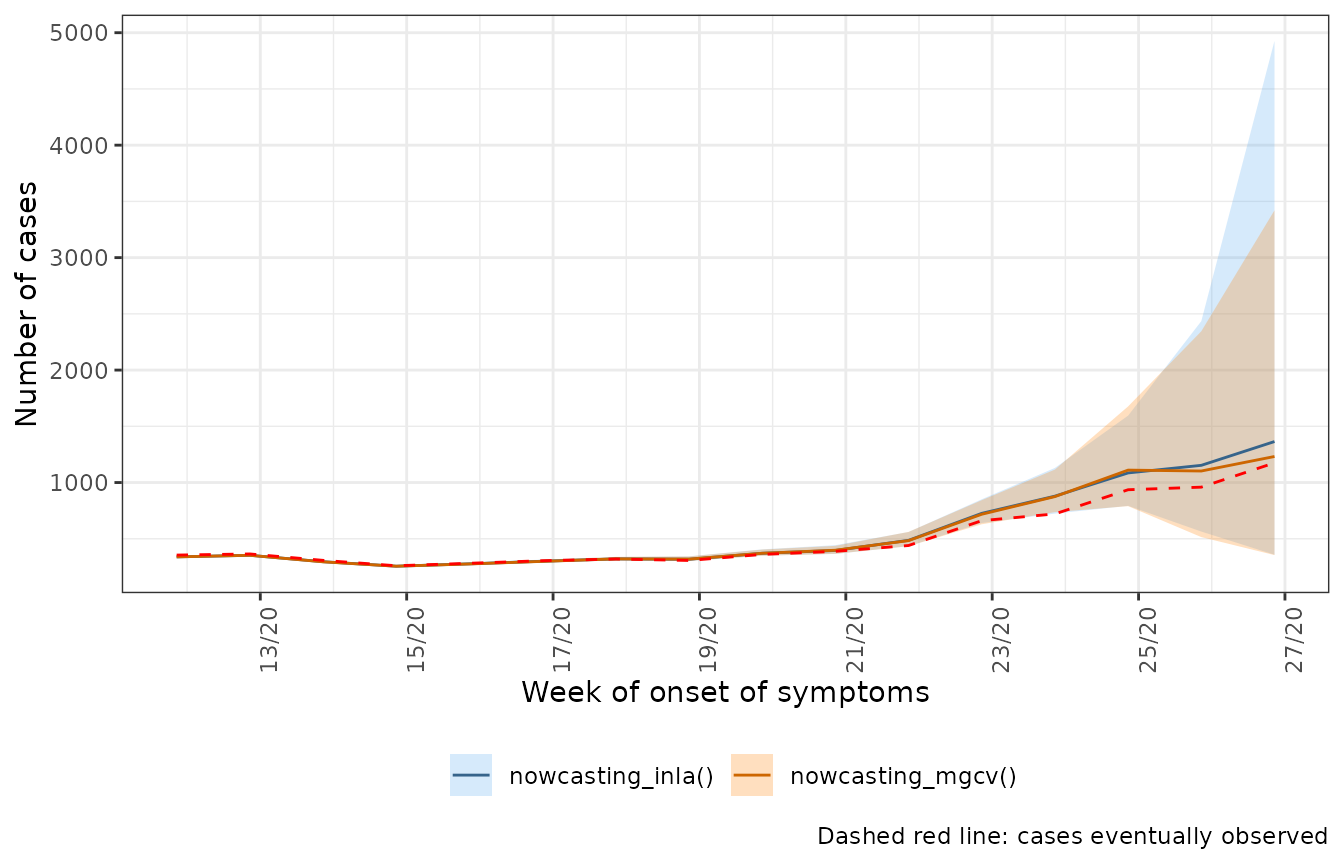 5000
4000
3000
2000
1000
Number of cases
13/20
15/20
17/20
19/20
21/20
23/20
25/20
27/20
Week of onset of symptoms
nowcasting_inla()
nowcasting_mgcv()
Dashed red line: cases eventually observed